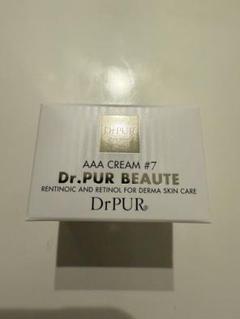 DrPUR
AAA CREAM #7
Dr.PUR BEAUTE
RENTINOIC AND RETINOL FOR DERMA SKIN CARE
DrPUR®